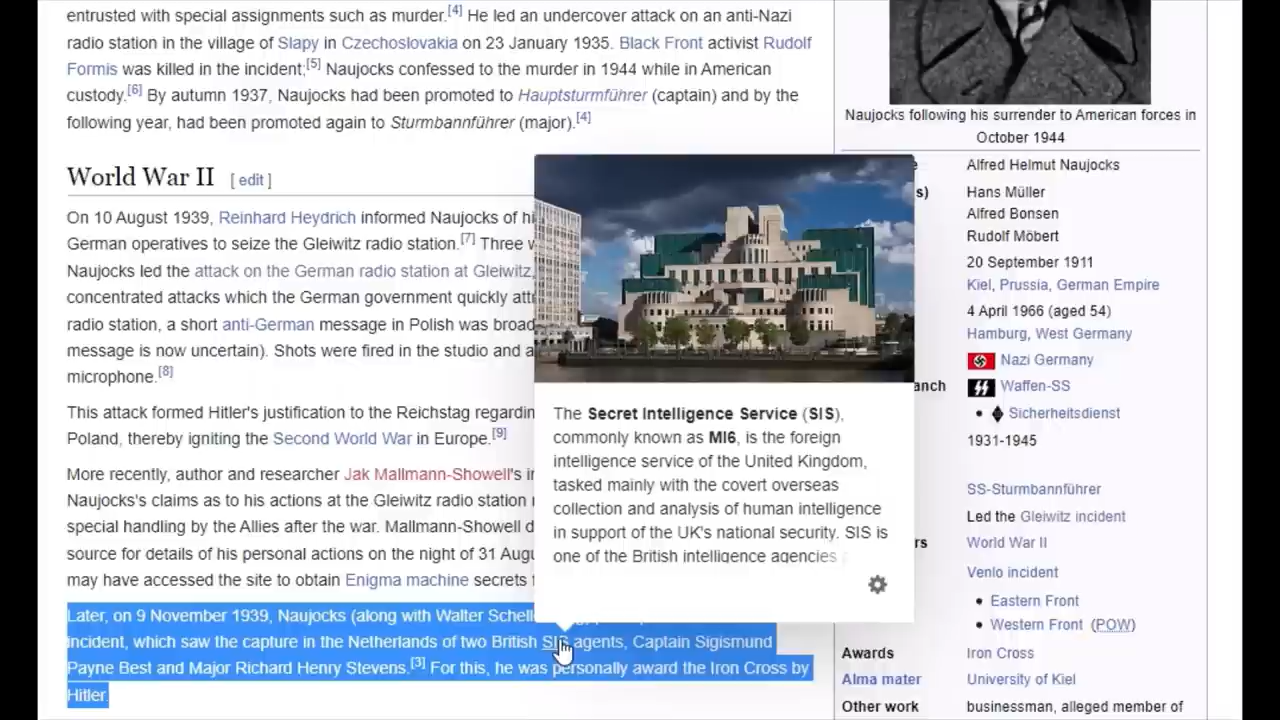 entrusted with special assignments such as murder.[4] He led an undercover attack on an anti-Nazi
radio station in the village of Slapy in Czechoslovakia on 23 January 1935. Black Front activist Rudolf
Formis was killed in the incident;[5] Naujocks confessed to the murder in 1944 while in American
custody.[6] By autumn 1937, Naujocks had been promoted to Hauptsturmführer (captain) and by the
following year, had been promoted again to Sturmbannführer (major).[4]
World War II [ edit ]
On 10 August 1939, Reinhard Heydrich informed Naujocks of
German operatives to seize the Gleiwitz radio station.[7] Three
Naujocks led the attack on the German radio station at Gleiwitz,
concentrated attacks which the German government quickly
radio station, a short anti-German message in Polish was
message is now uncertain). Shots were fired in the studio and
microphone.[8]
This attack formed Hitler's justification to the Reichstag
Poland, thereby igniting the Second World War in Europe.[9]
More recently, author and researcher Jak Mallmann-Showell's
Naujocks's claims as to his actions at the Gleiwitz radio station
special handling by the Allies after the war. Mallmann-Showell
source for details of his personal actions on the night of 31
may have accessed the site to obtain Enigma machine secrets
Later, on 9 November 1939, Naujocks (along with Walter
incident, which saw the capture in the Netherlands of two British SIS agents, Captain Sigismund
Payne Best and Major Richard Henry Stevens.[3] For this, he was personally award the Iron Cross by
Hitler.
The Secret Intelligence Service (SIS),
commonly known as MI6, is the foreign
intelligence service of the United Kingdom,
tasked mainly with the covert overseas
collection and analysis of human intelligence
in support of the UK's national security. SIS is
one of the British intelligence agencies
Naujocks following his surrender to American forces in
October 1944
Alfred Helmut Naujocks
Hans Müller
Alfred Bonsen
Rudolf Möbert
20 September 1911
Kiel, Prussia, German Empire
4 April 1966 (aged 54)
Hamburg, West Germany
Nazi Germany
Waffen-SS
• Sicherheitsdienst
1931-1945
SS-Sturmbannführer
Led the Gleiwitz incident
World War II
Venlo incident
• Eastern Front
• Western Front (POW)
Awards Iron Cross
Alma mater University of Kiel
Other work businessman, alleged member of